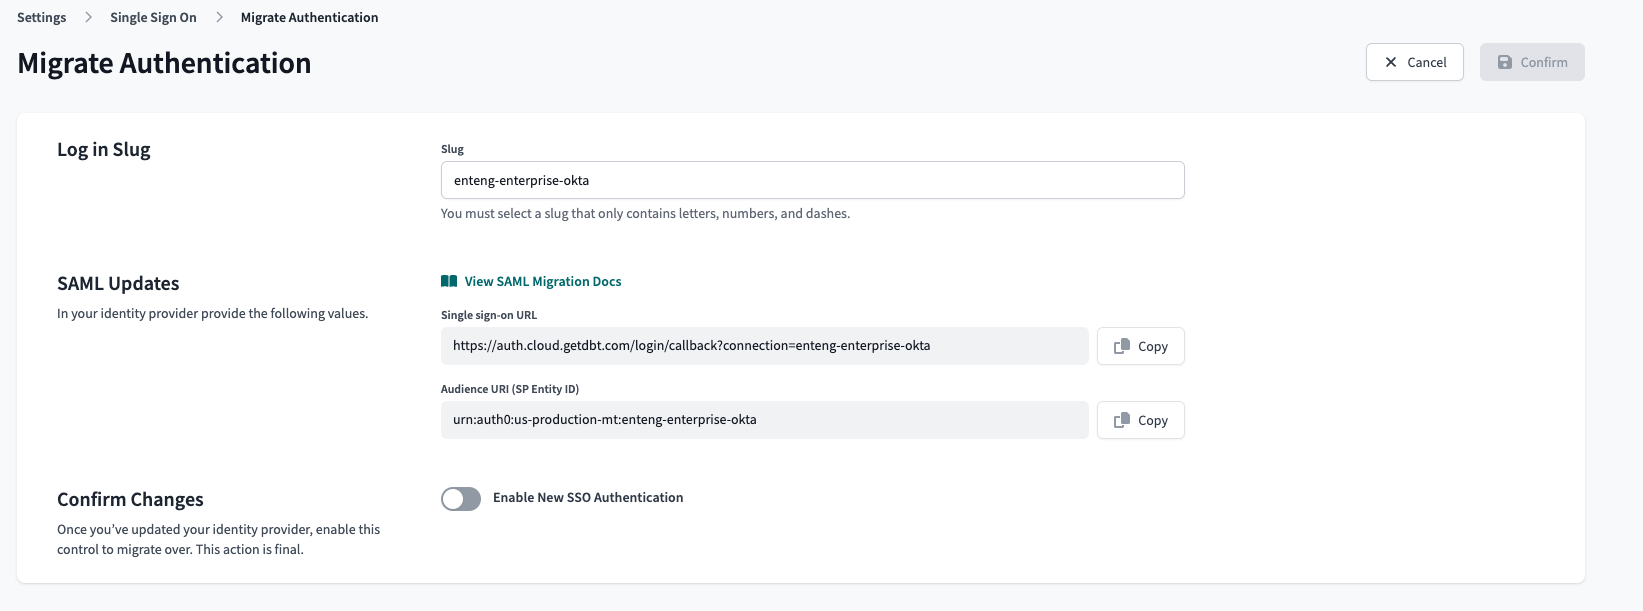 Settings > Single Sign On > Migrate Authentication
Migrate Authentication
Cancel
Confirm
Log in Slug
Slug
enteng-enterprise-okta
You must select a slug that only contains letters, numbers, and dashes.
SAML Updates
In your identity provider provide the following values.
View SAML Migration Docs
Single sign-on URL
https://auth.cloud.getdbt.com/login/callback?connection=enteng-enterprise-okta
Copy
Audience URI (SP Entity ID)
urn:auth0:us-production-mt:enteng-enterprise-okta
Copy
Confirm Changes
Once you’ve updated your identity provider, enable this
control to migrate over. This action is final.
Enable New SSO Authentication